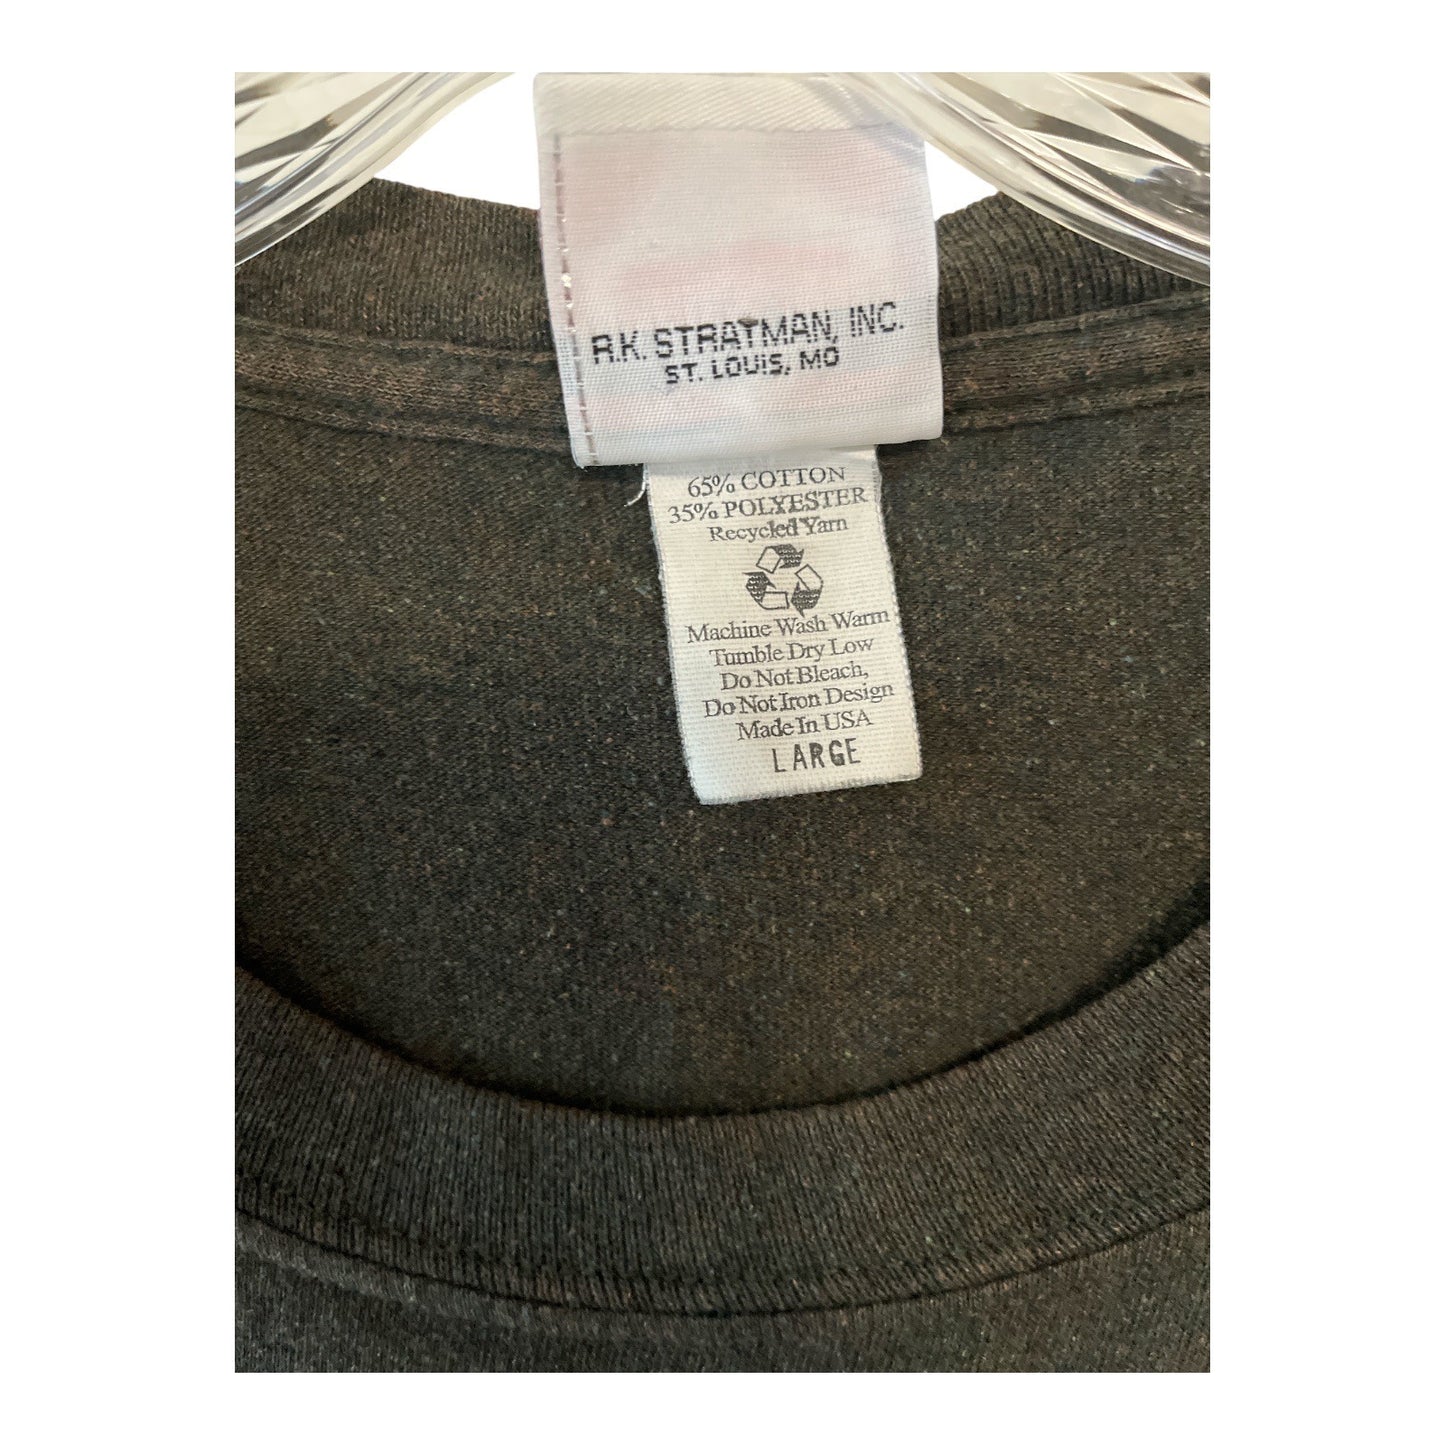 R.K. STRATMAN, INC.
ST. LOUIS, MO
65% COTTON
35% POLYESTER
Recycled Yarn
Machine Wash Warm
Tumble Dry Low
Do Not Bleach,
Do Not Iron Design
Made In USA
LARGE